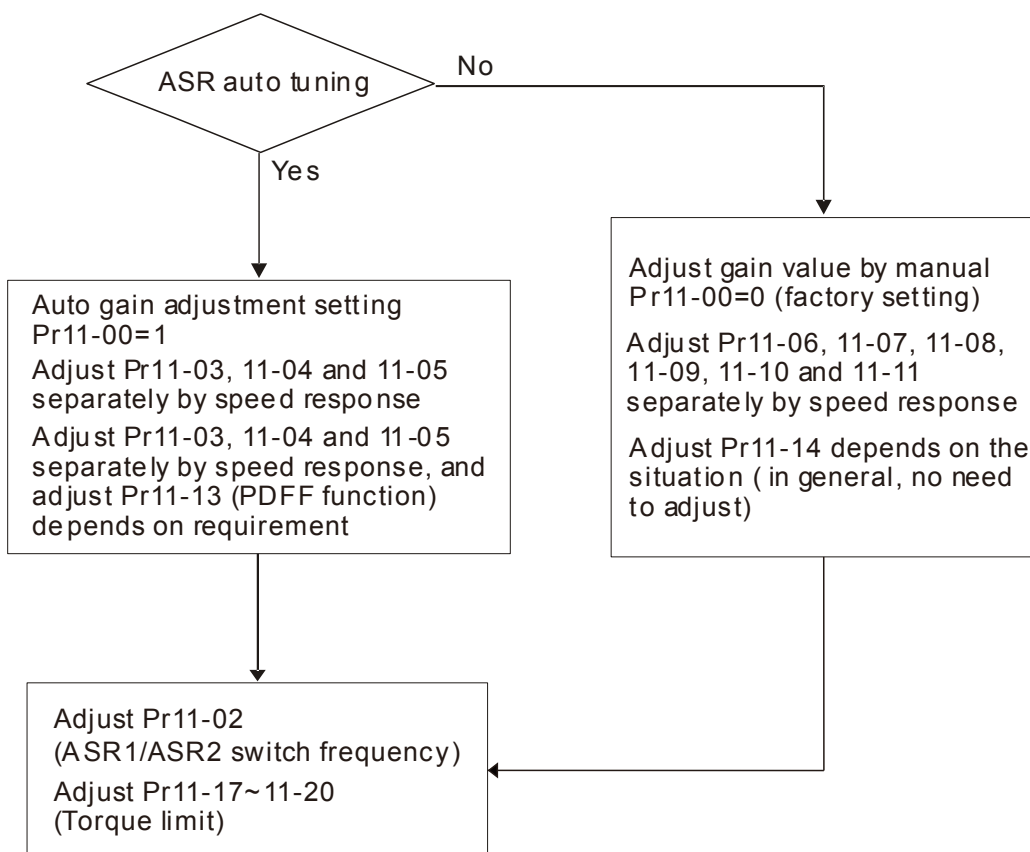 ASR auto tuning
No
Yes
Auto gain adjustment setting
Pr11-00=1
Adjust Pr11-03, 11-04 and 11-05
separately by speed response
Adjust Pr11-03, 11-04 and 11-05
separately by speed response, and
adjust Pr11-13 (PDFF function)
depends on requirement
Adjust gain value by manual
Pr11-00=0 (factory setting)
Adjust Pr11-06, 11-07, 11-08,
11-09, 11-10 and 11-11
separately by speed response
Adjust Pr11-14 depends on the
situation ( in general, no need
to adjust)
Adjust Pr11-02
(ASR1/ASR2 switch frequency)
Adjust Pr11-17~11-20
(Torque limit)